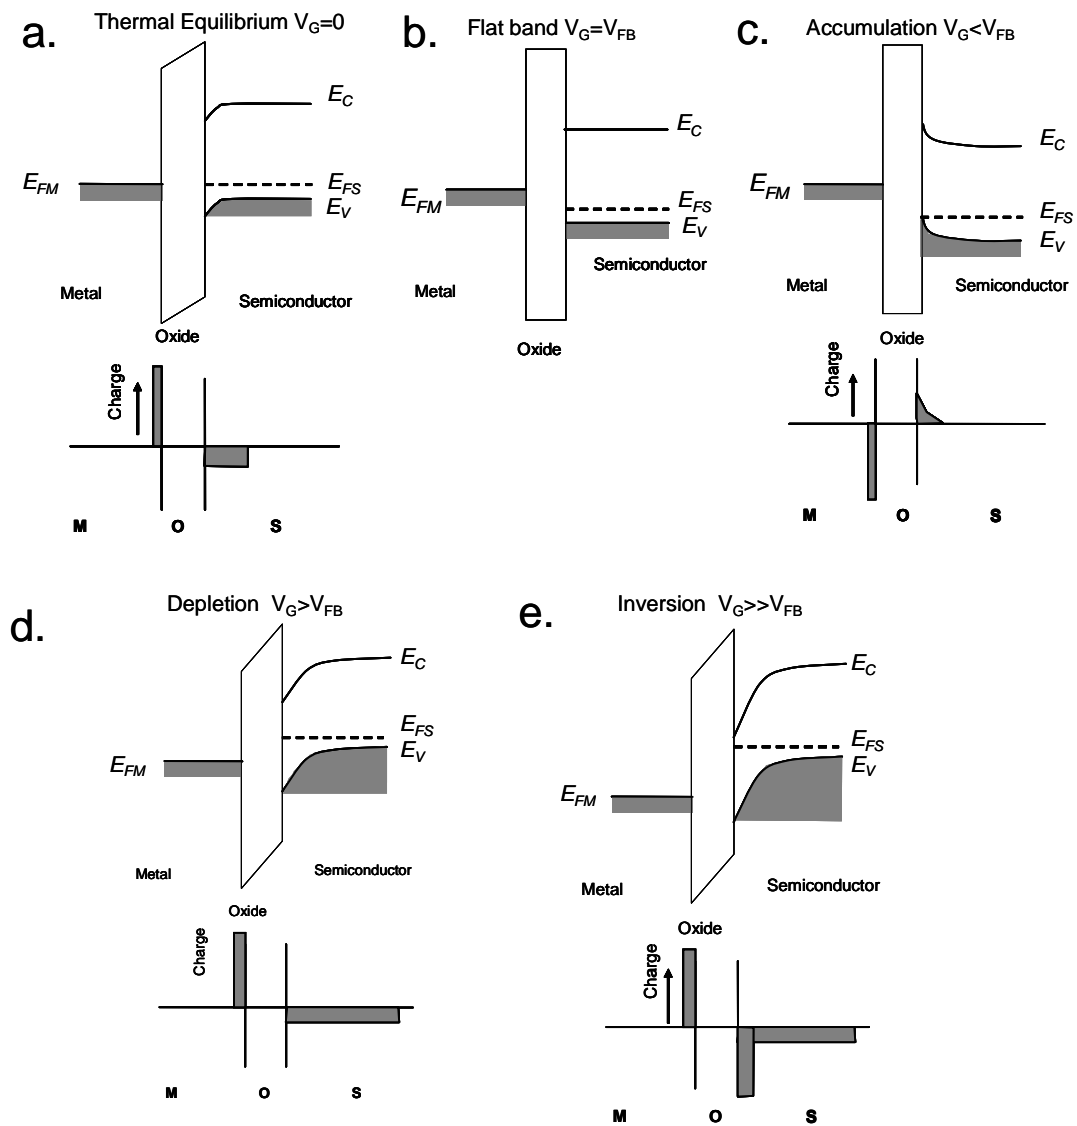 a.
Thermal Equilibrium V_G=0
E_C
E_FM
E_FS
E_V
Metal
Semiconductor
Oxide
Charge
M O S
b.
Flat band V_G=V_FB
E_C
E_FM
E_FS
E_V
Metal
Semiconductor
Oxide
c.
Accumulation V_G<V_FB
E_C
E_FM
E_FS
E_V
Metal
Semiconductor
Oxide
Charge
M O S
d.
Depletion V_G>V_FB
E_C
E_FS
E_V
E_FM
Metal
Semiconductor
Oxide
Charge
M O S
e.
Inversion V_G>>V_FB
E_C
E_FS
E_V
E_FM
Metal
Semiconductor
Oxide
Charge
M O S